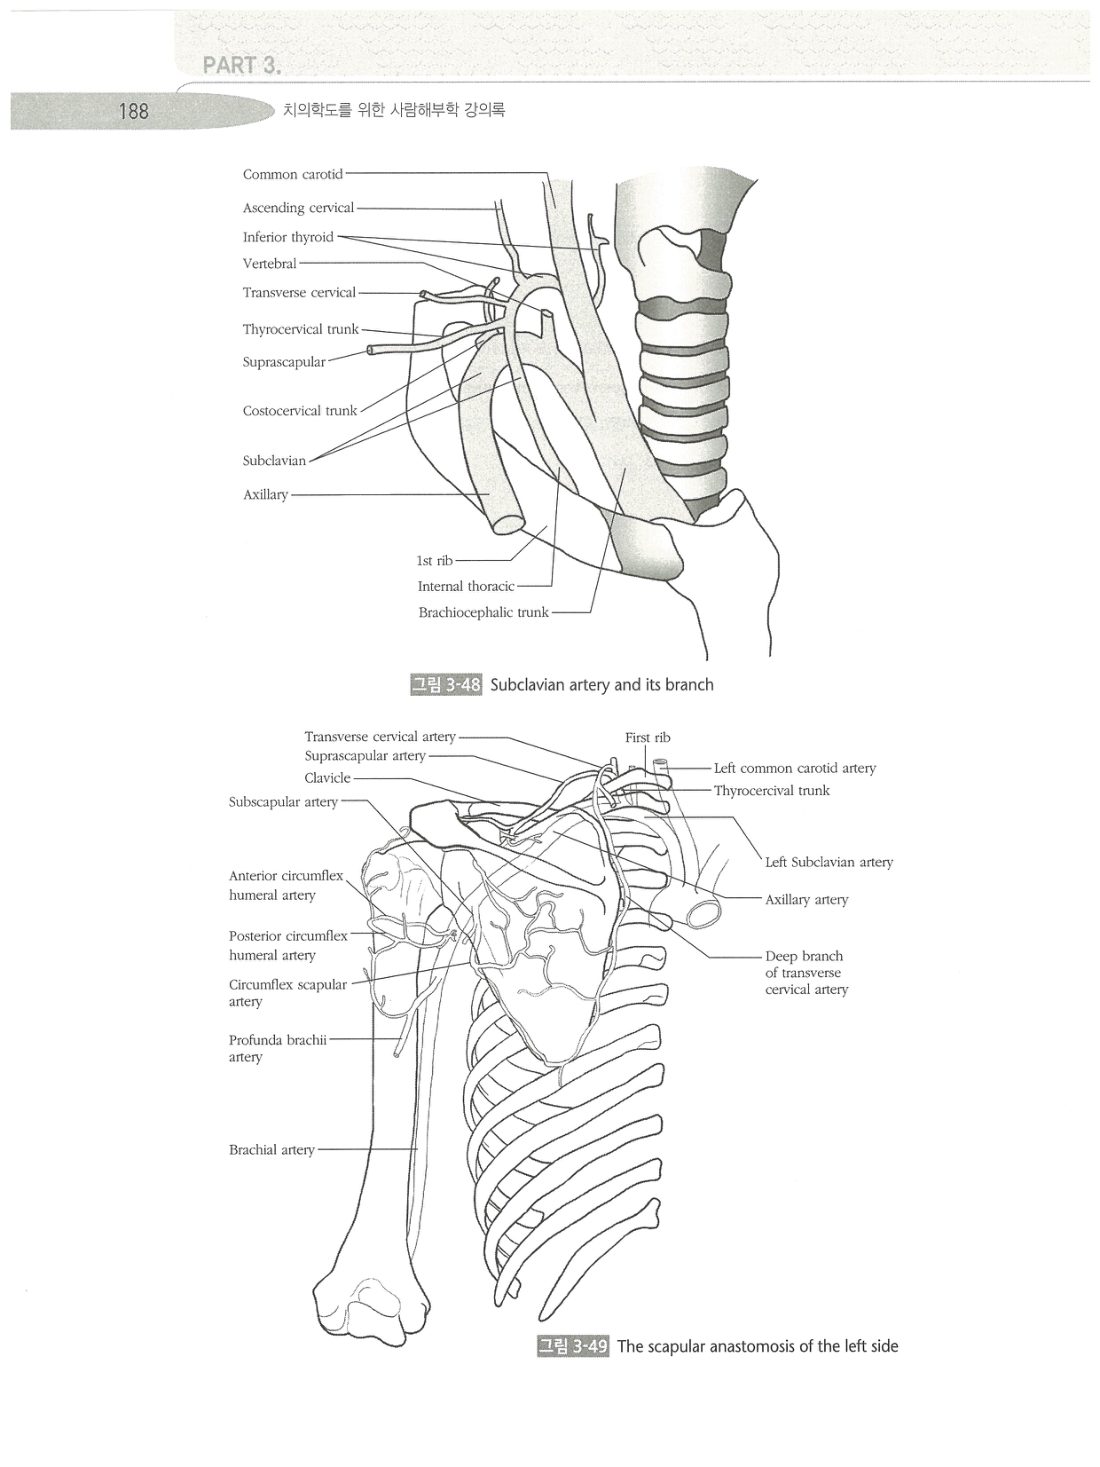 PART 3.
188
치의학도를 위한 사람해부학 강의록
Common carotid
Ascending cervical
Inferior thyroid
Vertebral
Transverse cervical
Thyrocervical trunk
Suprascapular
Costocervical trunk
Subclavian
Axillary
1st rib
Internal thoracic
Brachiocephalic trunk
그림 3-48 Subclavian artery and its branch
Transverse cervical artery
Suprascapular artery
Clavicle
Subscapular artery
Anterior circumflex
humeral artery
Posterior circumflex
humeral artery
Circumflex scapular
artery
Profunda brachii
artery
Brachial artery
First rib
Left common carotid artery
Thyrocercival trunk
Left Subclavian artery
Axillary artery
Deep branch
of transverse
cervical artery
그림 3-49 The scapular anastomosis of the left side